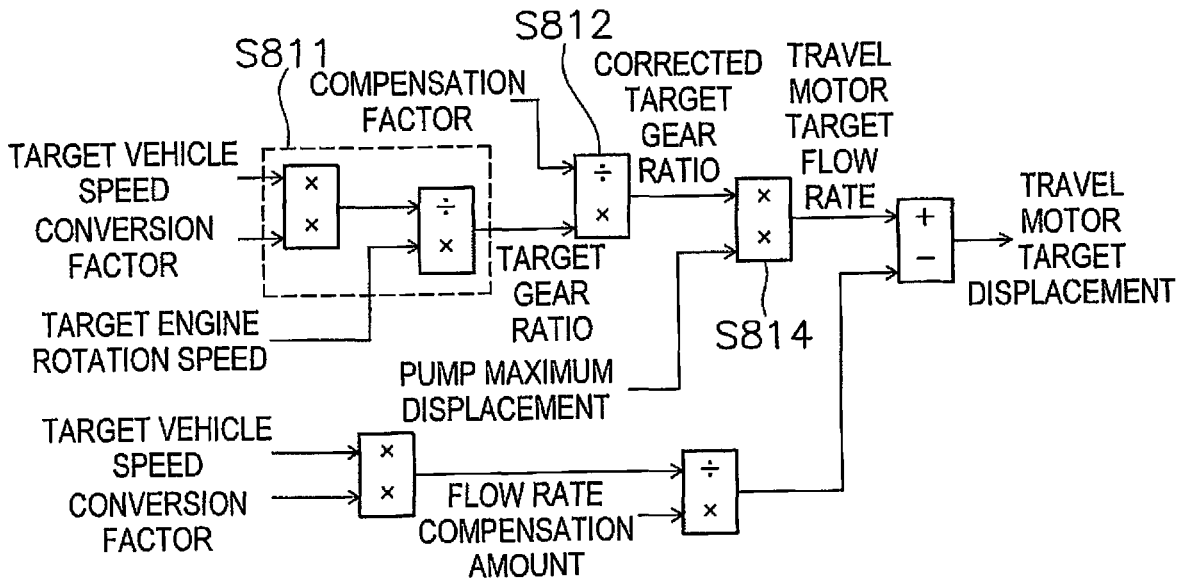 S811
S812
COMPENSATION
FACTOR
CORRECTED
TARGET
GEAR
RATIO
TRAVEL
MOTOR
TARGET
FLOW
RATE
TARGET VEHICLE
SPEED
CONVERSION
FACTOR
×
×
÷
×
÷
×
×
×
+
−
TRAVEL
MOTOR
TARGET
DISPLACEMENT
TARGET
GEAR
RATIO
S814
TARGET ENGINE
ROTATION SPEED
PUMP MAXIMUM
DISPLACEMENT
TARGET VEHICLE
SPEED
CONVERSION
FACTOR
×
×
FLOW RATE
COMPENSATION
AMOUNT
÷
×